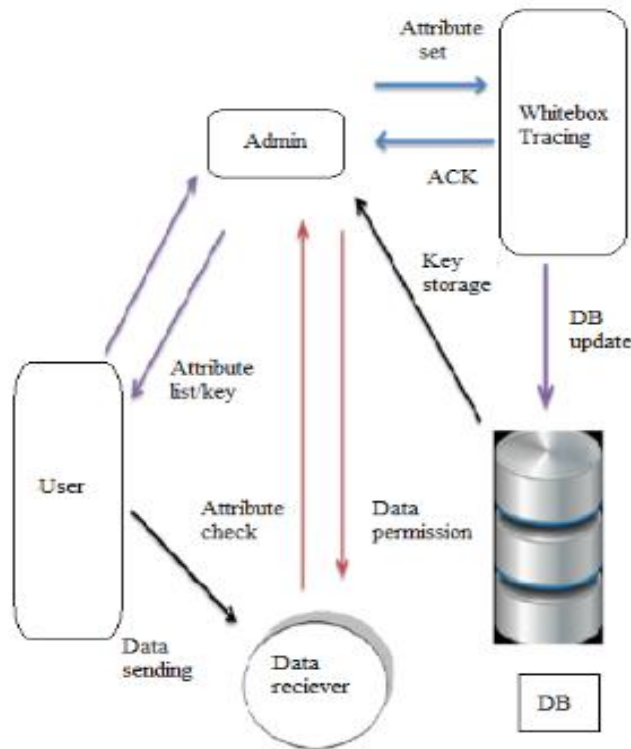 Attribute
set
Whitebox
Tracing
Admin
ACK
Key
storage
DB
update
Attribute
list/key
User
Attribute
check
Data
permission
Data
sending
Data
reciever
DB